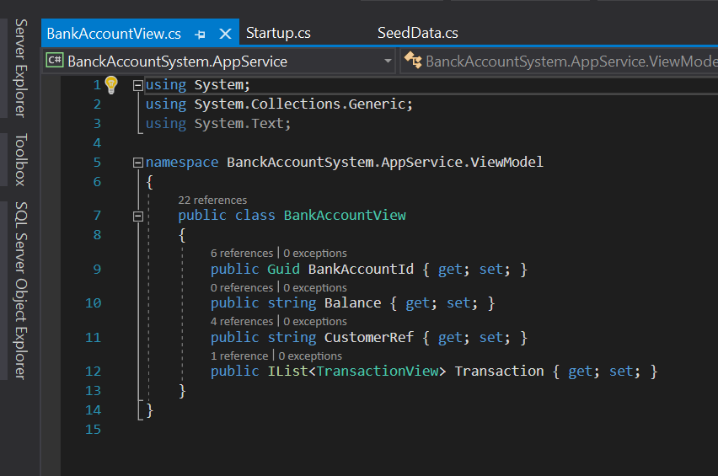 BankAccountView.cs
Startup.cs
SeedData.cs
Server Explorer
Toolbox
SQL Server Object Explorer
C# BanckAccountSystem.AppService
BanckAccountSystem.AppService.ViewMode
1 using System;
2 using System.Collections.Generic;
3 using System.Text;
4
5 namespace BanckAccountSystem.AppService.ViewModel
6 {
22 references
7 public class BankAccountView
8 {
6 references | 0 exceptions
9 public Guid BankAccountId { get; set; }
0 references | 0 exceptions
10 public string Balance { get; set; }
4 references | 0 exceptions
11 public string CustomerRef { get; set; }
1 reference | 0 exceptions
12 public IList<TransactionView> Transaction { get; set; }
13 }
14 }
15